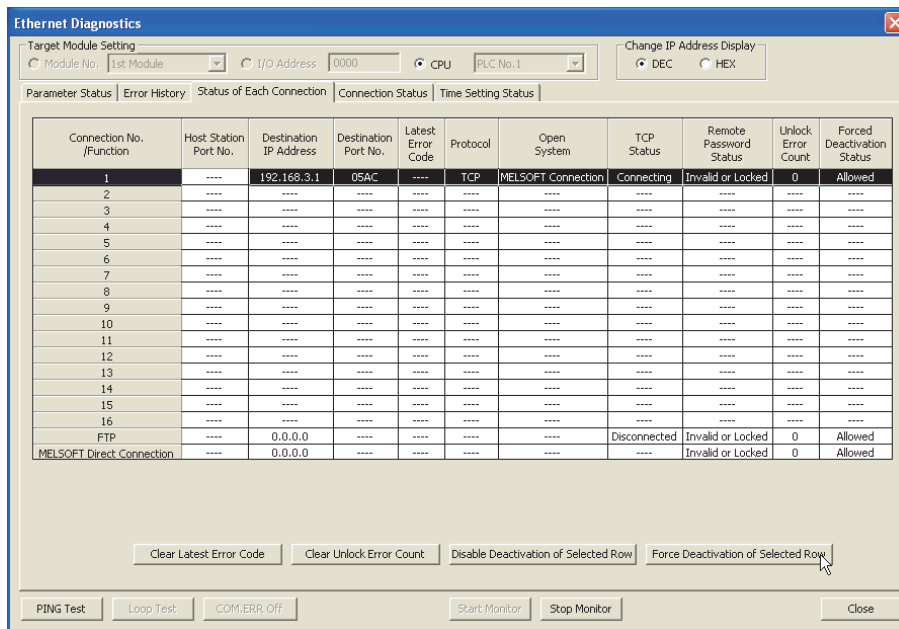 Ethernet Diagnostics
Target Module Setting
Module No. 1st Module I/O Address 0000 CPU PLC No.1
Change IP Address Display
DEC HEX
Parameter Status Error History Status of Each Connection Connection Status Time Setting Status
Connection No. /Function Host Station Port No. Destination IP Address Destination Port No. Latest Error Code Protocol Open System TCP Status Remote Password Status Unlock Error Count Forced Deactivation Status
1 ---- 192.168.3.1 05AC ---- TCP MELSOFT Connection Connecting Invalid or Locked 0 Allowed
2 ---- ---- ---- ---- ---- ---- ---- ---- ---- ----
3 ---- ---- ---- ---- ---- ---- ---- ---- ---- ----
4 ---- ---- ---- ---- ---- ---- ---- ---- ---- ----
5 ---- ---- ---- ---- ---- ---- ---- ---- ---- ----
6 ---- ---- ---- ---- ---- ---- ---- ---- ---- ----
7 ---- ---- ---- ---- ---- ---- ---- ---- ---- ----
8 ---- ---- ---- ---- ---- ---- ---- ---- ---- ----
9 ---- ---- ---- ---- ---- ---- ---- ---- ---- ----
10 ---- ---- ---- ---- ---- ---- ---- ---- ---- ----
11 ---- ---- ---- ---- ---- ---- ---- ---- ---- ----
12 ---- ---- ---- ---- ---- ---- ---- ---- ---- ----
13 ---- ---- ---- ---- ---- ---- ---- ---- ---- ----
14 ---- ---- ---- ---- ---- ---- ---- ---- ---- ----
15 ---- ---- ---- ---- ---- ---- ---- ---- ---- ----
16 ---- ---- ---- ---- ---- ---- ---- ---- ---- ----
FTP ---- 0.0.0.0 ---- ---- ---- ---- Disconnected Invalid or Locked 0 Allowed
MELSOFT Direct Connection ---- 0.0.0.0 ---- ---- ---- ---- ---- Invalid or Locked 0 Allowed
Clear Latest Error Code Clear Unlock Error Count Disable Deactivation of Selected Row Force Deactivation of Selected Row
PING Test Loop Test COM.ERR Off Start Monitor Stop Monitor Close